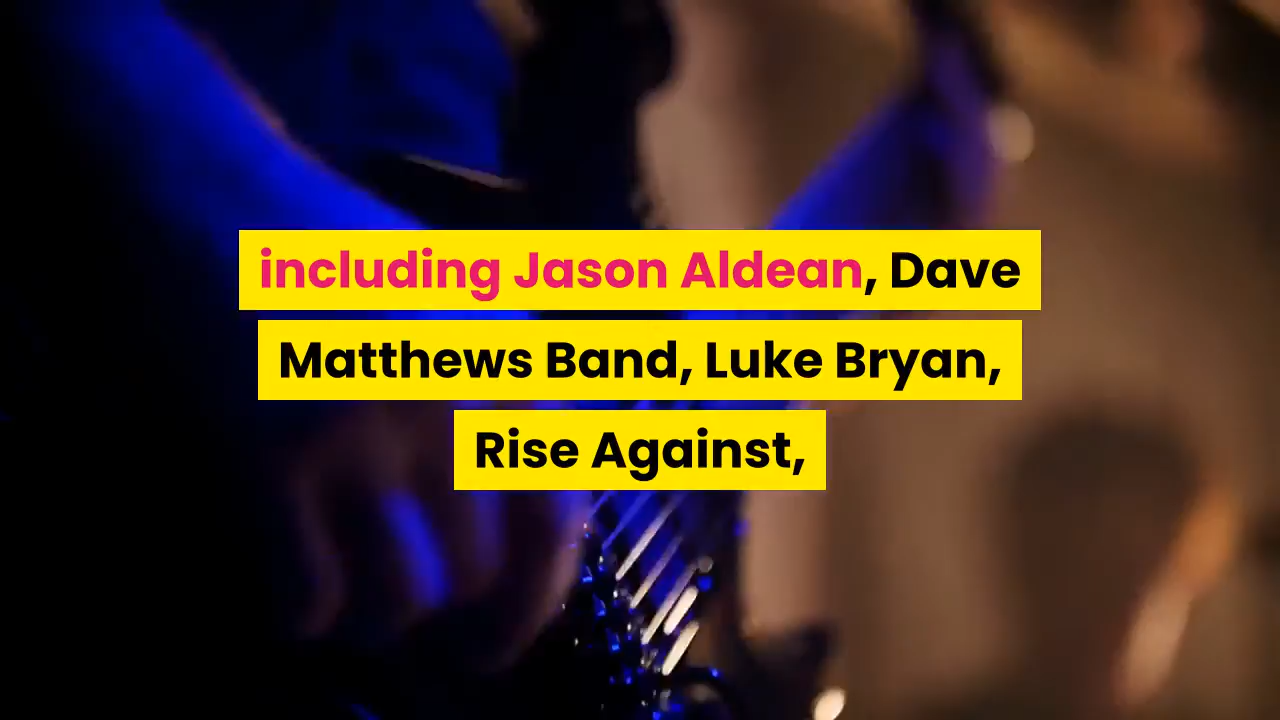 including Jason Aldean, Dave
Matthews Band, Luke Bryan,
Rise Against,